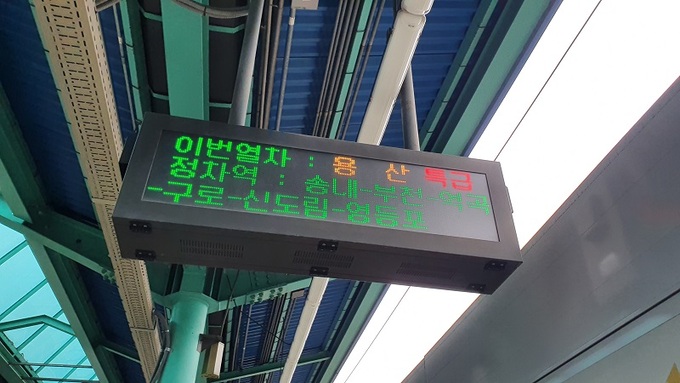 이번열차 : 용 산 특급
정차역 : 송내-부천-역곡
-구로-신도림-영등포